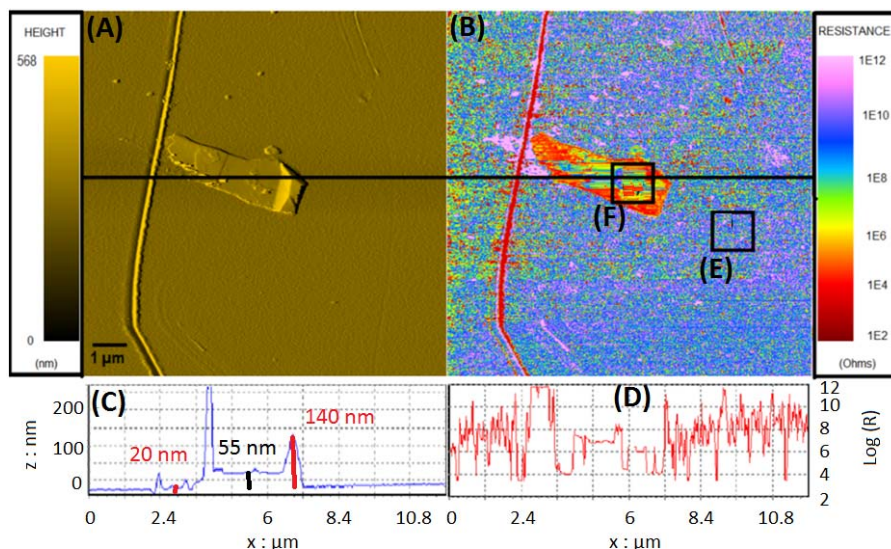 HEIGHT
568
0
(nm)
(A)
1 µm
(B)
(F)
(E)
RESISTANCE
1E12
1E10
1E8
1E6
1E4
1E2
(Ohms)
(C)
200
100
0
z : nm
20 nm
55 nm
140 nm
0
2.4
6
8.4
10.8
x : µm
(D)
12
10
8
6
4
2
Log (R)
0
2.4
6
8.4
10.8
x : µm